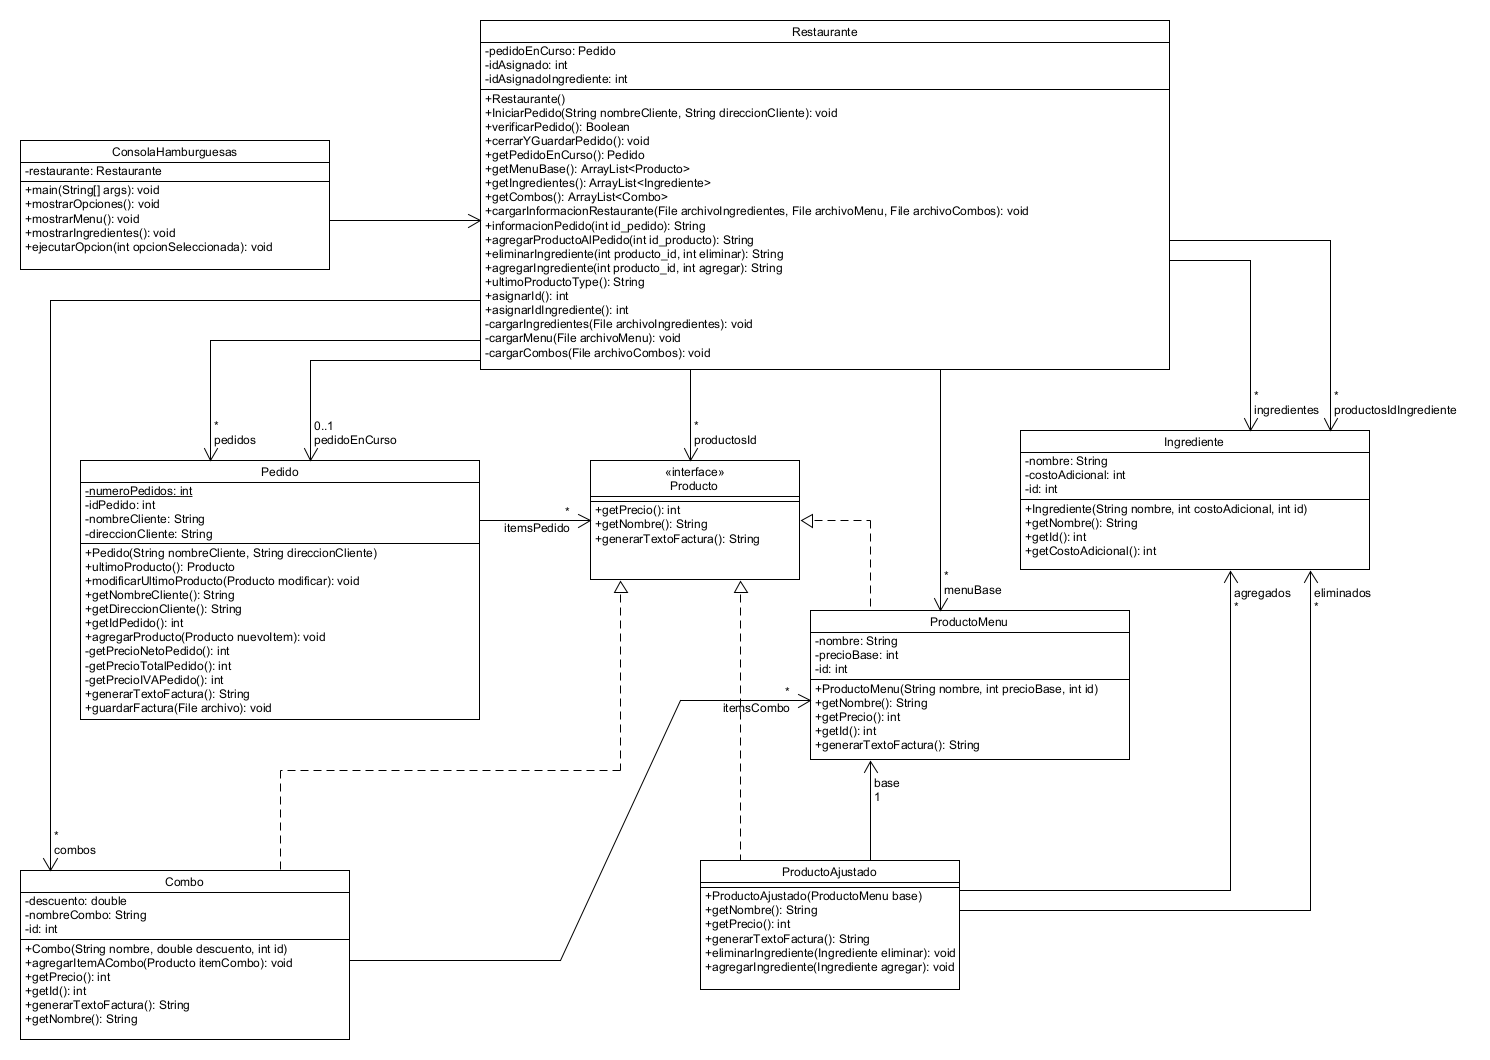 Restaurante
-pedidoEnCurso: Pedido
-idAsignado: int
-idAsignadoIngrediente: int
+Restaurante()
+IniciarPedido(String nombreCliente, String direccionCliente): void
+verificarPedido(): Boolean
+cerrarYGuardarPedido(): void
+getPedidoEnCurso(): Pedido
+getMenuBase(): ArrayList<Producto>
+getIngredientes(): ArrayList<Ingrediente>
+getCombos(): ArrayList<Combo>
+cargarInformacionRestaurante(File archivoIngredientes, File archivoMenu, File archivoCombos): void
+informacionPedido(int id_pedido): String
+agregarProductoAlPedido(int id_producto): String
+eliminarIngrediente(int producto_id, int eliminar): String
+agregarIngrediente(int producto_id, int agregar): String
+ultimoProductoType(): String
+asignarId(): int
+asignarIdIngrediente(): int
-cargarIngredientes(File archivoIngredientes): void
-cargarMenu(File archivoMenu): void
-cargarCombos(File archivoCombos): void
ConsolaHamburguesas
-restaurante: Restaurante
+main(String[] args): void
+mostrarOpciones(): void
+mostrarMenu(): void
+mostrarIngredientes(): void
+ejecutarOpcion(int opcionSeleccionada): void
*
pedidos
0..1
pedidoEnCurso
*
productosId
*
ingredientes
*
productosIdIngrediente
Pedido
-numeroPedidos: int
-idPedido: int
-nombreCliente: String
-direccionCliente: String
+Pedido(String nombreCliente, String direccionCliente)
+ultimoProducto(): Producto
+modificarUltimoProducto(Producto modificar): void
+getNombreCliente(): String
+getDireccionCliente(): String
+getIdPedido(): int
+agregarProducto(Producto nuevoItem): void
-getPrecioNetoPedido(): int
-getPrecioTotalPedido(): int
-getPrecioIVAPedido(): int
+generarTextoFactura(): String
+guardarFactura(File archivo): void
*
itemsPedido
«interface»
Producto
+getPrecio(): int
+getNombre(): String
+generarTextoFactura(): String
Ingrediente
-nombre: String
-costoAdicional: int
-id: int
+Ingrediente(String nombre, int costoAdicional, int id)
+getNombre(): String
+getId(): int
+getCostoAdicional(): int
*
menuBase
agregados
*
eliminados
*
ProductoMenu
-nombre: String
-precioBase: int
-id: int
+ProductoMenu(String nombre, int precioBase, int id)
+getNombre(): String
+getPrecio(): int
+getId(): int
+generarTextoFactura(): String
*
itemsCombo
base
1
*
combos
Combo
-descuento: double
-nombreCombo: String
-id: int
+Combo(String nombre, double descuento, int id)
+agregarItemACombo(Producto itemCombo): void
+getPrecio(): int
+getId(): int
+generarTextoFactura(): String
+getNombre(): String
ProductoAjustado
+ProductoAjustado(ProductoMenu base)
+getNombre(): String
+getPrecio(): int
+generarTextoFactura(): String
+eliminarIngrediente(Ingrediente eliminar): void
+agregarIngrediente(Ingrediente agregar): void